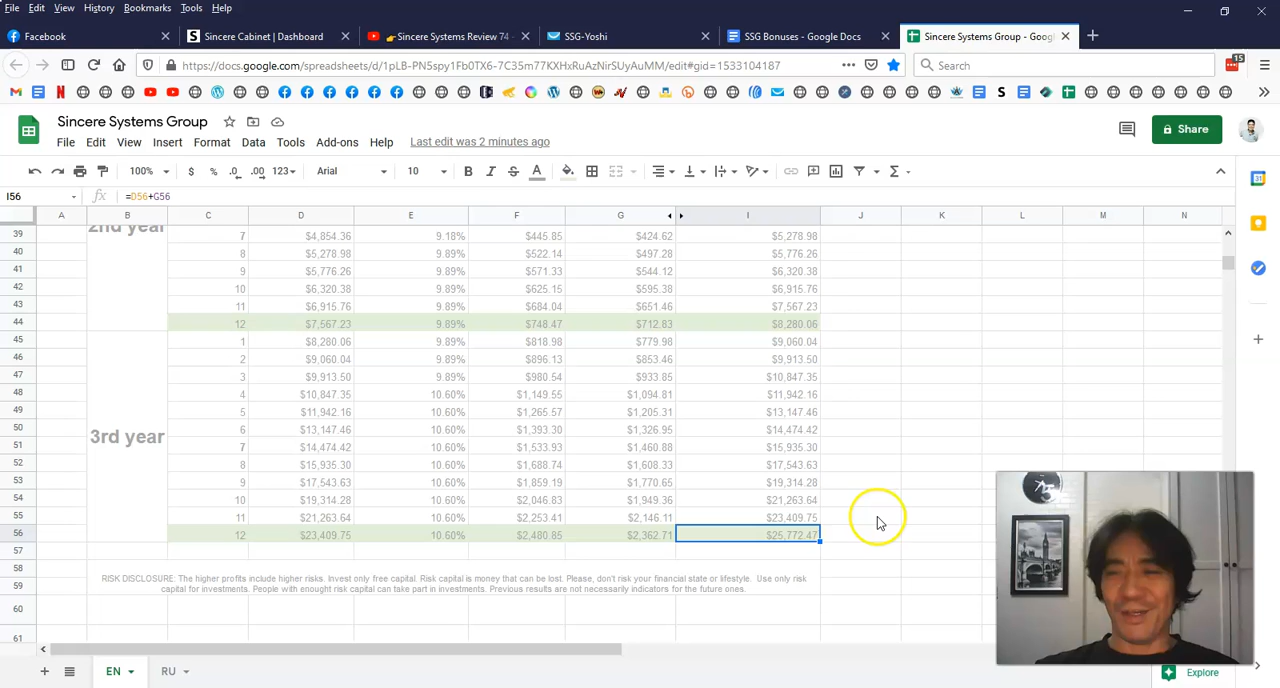 File Edit View History Bookmarks Tools Help
Facebook
Sincere Cabinet | Dashboard
Sincere Systems Review 74 -
SSG-Yoshi
SSG Bonuses - Google Docs
Sincere Systems Group - Goog
https://docs.google.com/spreadsheets/d/1pLB-PN5spy1Fb0TX6-7C35m77KXHxRuAzNirSUyAuMM/edit#gid=1533104187
Search
15
Sincere Systems Group
File Edit View Insert Format Data Tools Add-ons Help Last edit was 2 minutes ago
Share
100% $ % .0 .00 123 Arial 10 B I S A
I56 fx =D56+G56
A B C D E F G I J K L M N
39 2nd year 7 $4,854.36 9.18% $445.85 $424.62 $5,278.98
40 8 $5,278.98 9.89% $522.14 $497.28 $5,776.26
41 9 $5,776.26 9.89% $571.33 $544.12 $6,320.38
42 10 $6,320.38 9.89% $625.15 $595.38 $6,915.76
43 11 $6,915.76 9.89% $684.04 $651.46 $7,567.23
44 12 $7,567.23 9.89% $748.47 $712.83 $8,280.06
45 1 $8,280.06 9.89% $818.98 $779.98 $9,060.04
46 2 $9,060.04 9.89% $896.13 $853.46 $9,913.50
47 3 $9,913.50 9.89% $980.54 $933.85 $10,847.35
48 4 $10,847.35 10.60% $1,149.55 $1,094.81 $11,942.16
49 5 $11,942.16 10.60% $1,265.57 $1,205.31 $13,147.46
50 6 $13,147.46 10.60% $1,393.30 $1,326.95 $14,474.42
51 3rd year 7 $14,474.42 10.60% $1,533.93 $1,460.88 $15,935.30
52 8 $15,935.30 10.60% $1,688.74 $1,608.33 $17,543.63
53 9 $17,543.63 10.60% $1,859.19 $1,770.65 $19,314.28
54 10 $19,314.28 10.60% $2,046.83 $1,949.36 $21,263.64
55 11 $21,263.64 10.60% $2,253.41 $2,146.11 $23,409.75
56 12 $23,409.75 10.60% $2,480.85 $2,362.71 $25,772.47
57
58 RISK DISCLOSURE: The higher profits include higher risks. Invest only free capital. Risk capital is money that can be lost. Please, don't risk your financial state or lifestyle. Use only risk
59 capital for investments. People with enought risk capital can take part in investments. Previous results are not necessarily indicators for the future ones.
60
61
EN RU
Explore